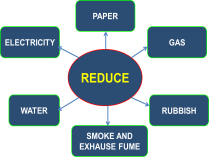 PAPER
ELECTRICITY
GAS
REDUCE
WATER
RUBBISH
SMOKE AND
EXHAUSE FUME